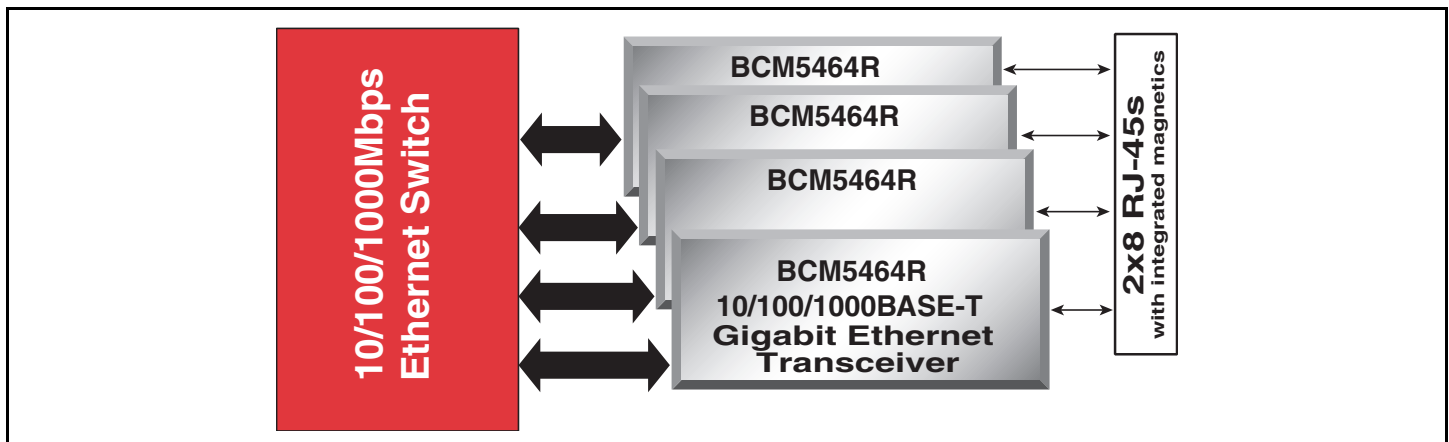 10/100/1000Mbps
Ethernet Switch
BCM5464R
BCM5464R
BCM5464R
BCM5464R
10/100/1000BASE-T
Gigabit Ethernet
Transceiver
2x8 RJ-45s
with integrated magnetics